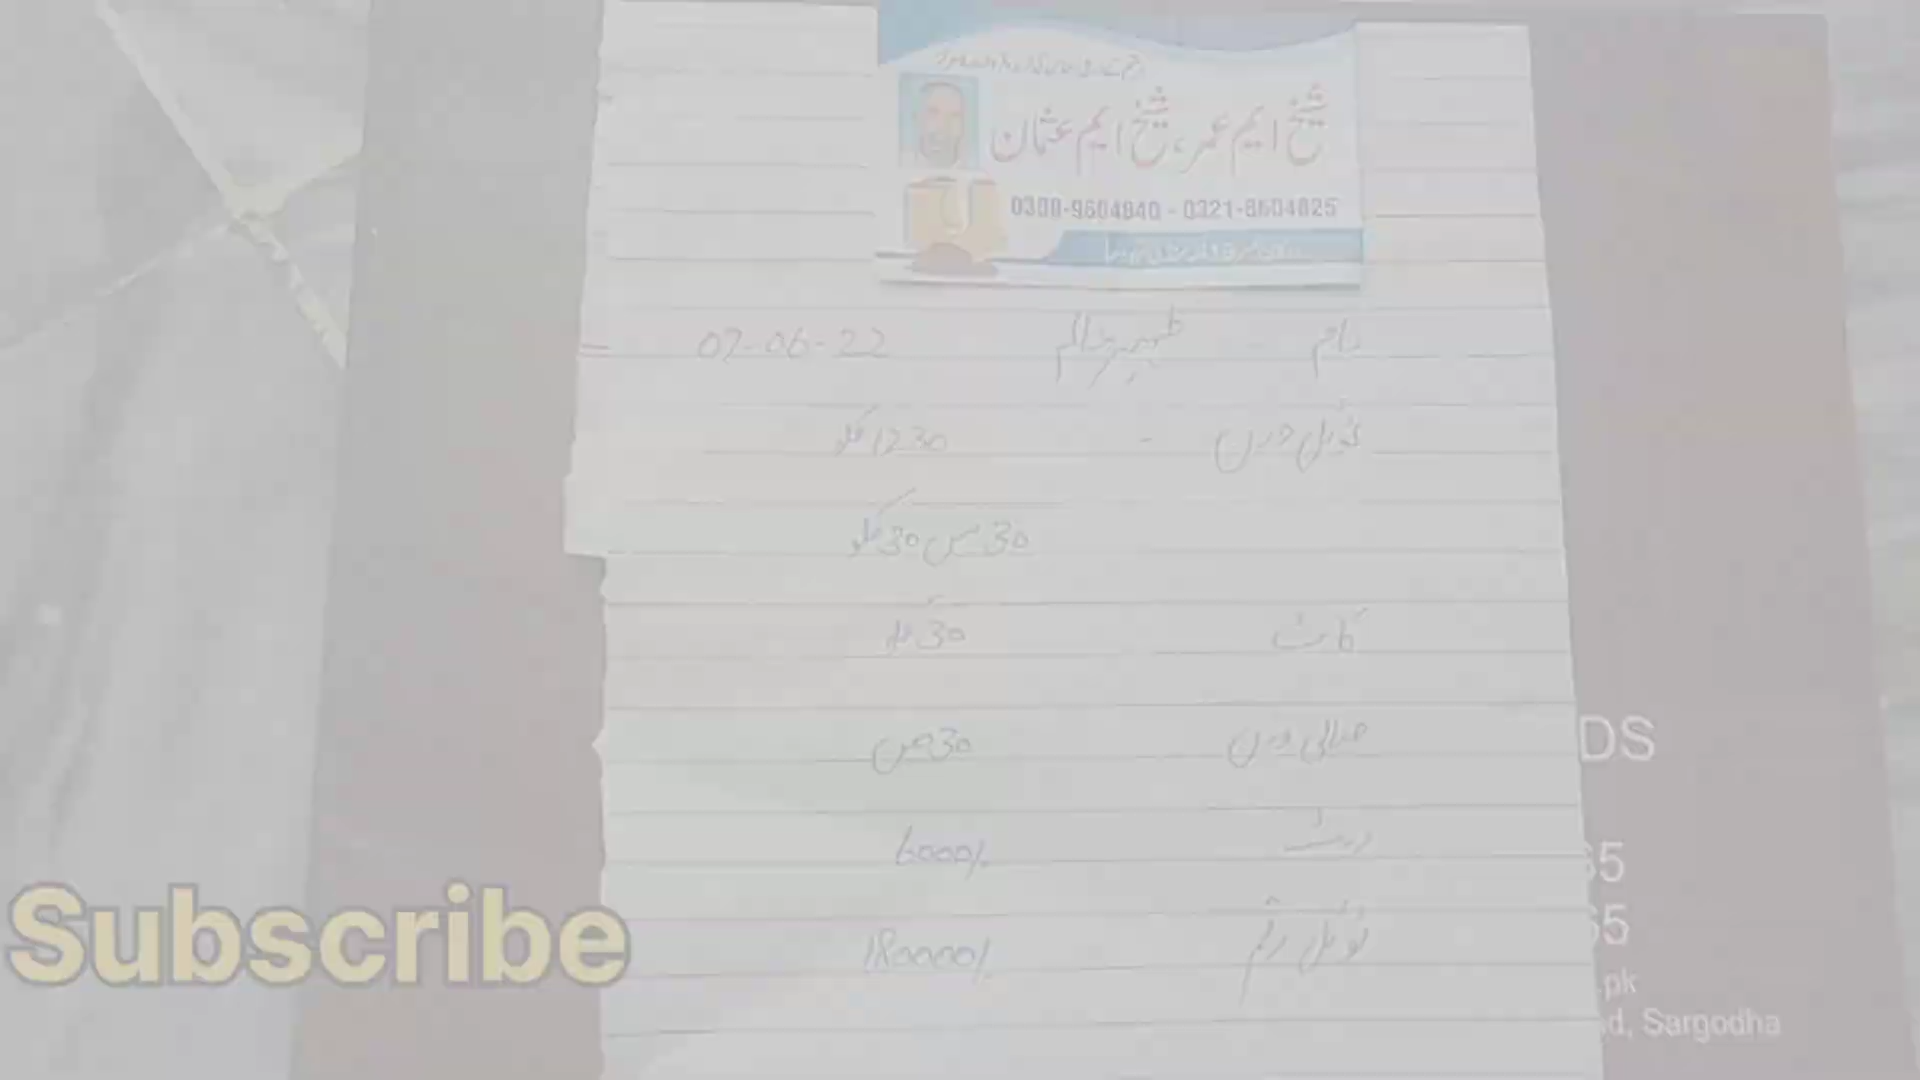 شیخ ایم عمر، شیخ ایم عثمان
0300-9604840 - 0321-8604825
نام ظہیر عالم 07-06-22
ٹوٹل وزن - 1230 کلو
30 من 30 کلو
کاٹ 30 کلو
صافی وزن 30 من
ریٹ 6000/.
ٹوٹل رقم 180000/.
DS
65
65
.pk
d, Sargodha
Subscribe